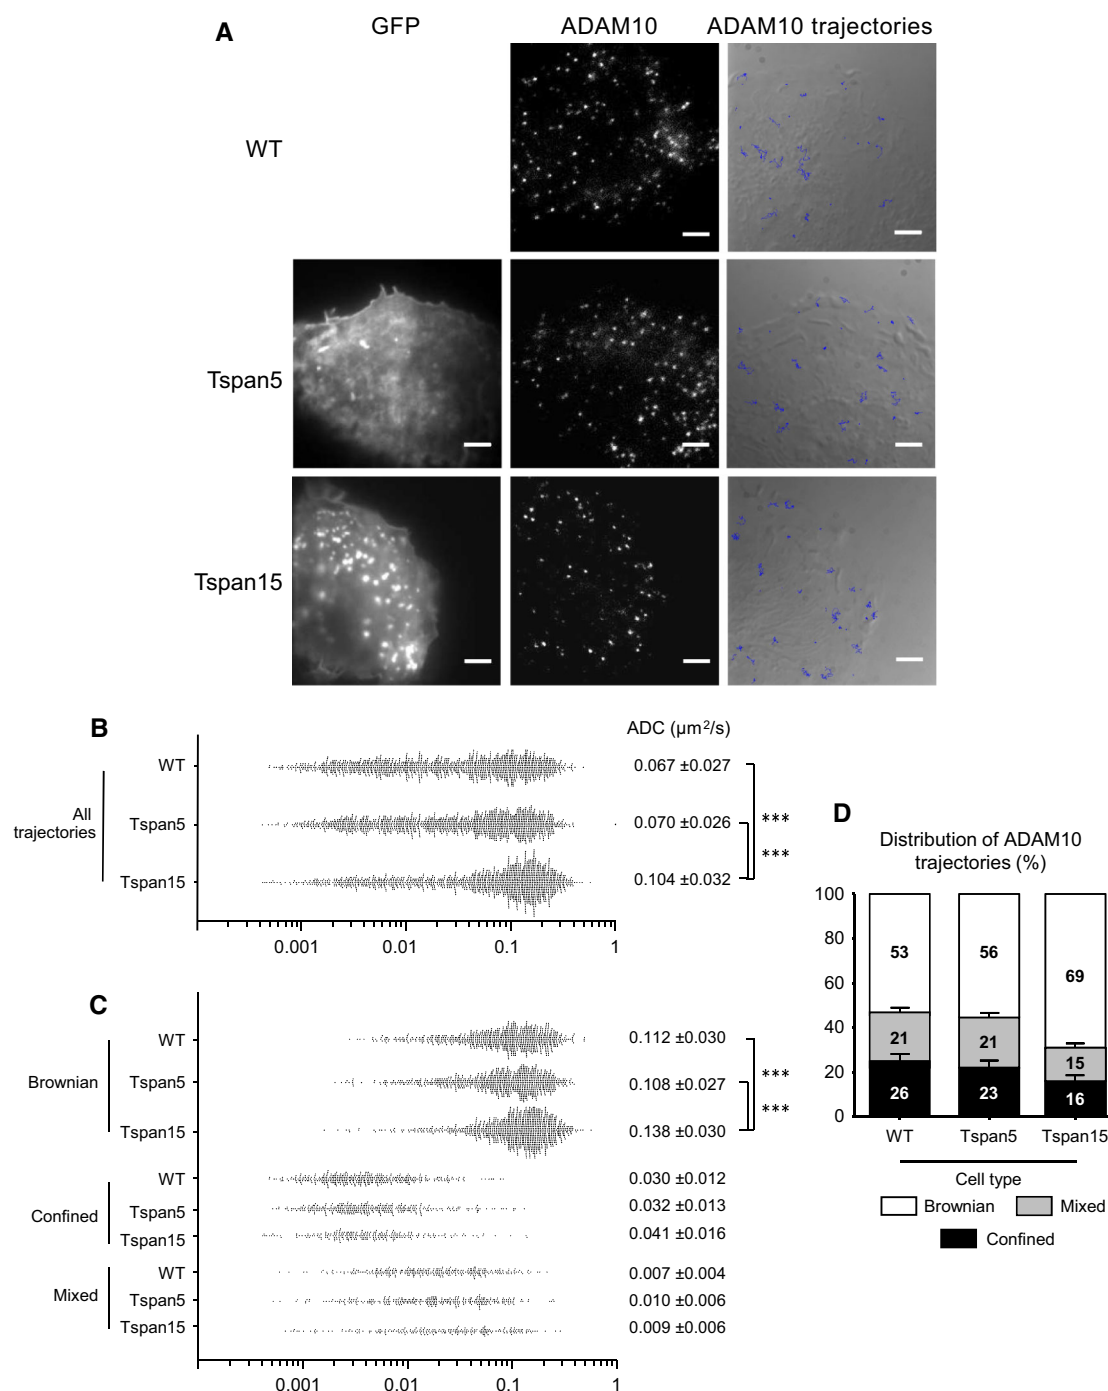 A
GFP
ADAM10
ADAM10 trajectories
WT
Tspan5
Tspan15
B
ADC (µm²/s)
All trajectories
WT
0.067 ±0.027
Tspan5
0.070 ±0.026
Tspan15
0.104 ±0.032
***
***
0.001
0.01
0.1
1
C
Brownian
WT
0.112 ±0.030
Tspan5
0.108 ±0.027
Tspan15
0.138 ±0.030
***
***
Confined
WT
0.030 ±0.012
Tspan5
0.032 ±0.013
Tspan15
0.041 ±0.016
Mixed
WT
0.007 ±0.004
Tspan5
0.010 ±0.006
Tspan15
0.009 ±0.006
0.001
0.01
0.1
1
D
Distribution of ADAM10
trajectories (%)
100
80
60
40
20
0
53
21
26
56
21
23
69
15
16
WT
Tspan5
Tspan15
Cell type
Brownian
Mixed
Confined